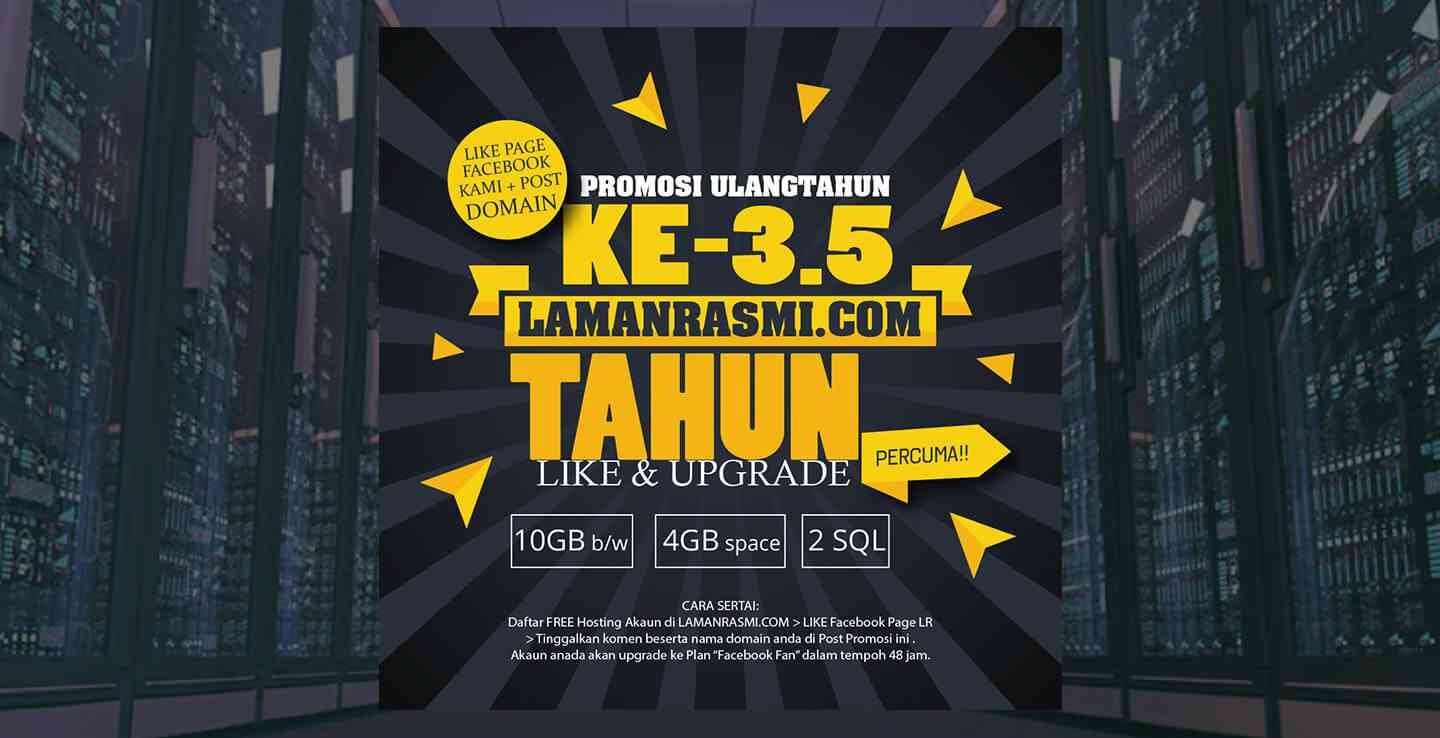 LIKE PAGE
FACEBOOK
KAMI + POST
DOMAIN
PROMOSI ULANGTAHUN
KE-3.5
LAMANRASMI.COM
TAHUN
LIKE & UPGRADE
PERCUMA!!
10GB b/w
4GB space
2 SQL
CARA SERTAI:
Daftar FREE Hosting Akaun di LAMANRASMI.COM > LIKE Facebook Page LR
> Tinggalkan komen beserta nama domain anda di Post Promosi ini .
Akaun anada akan upgrade ke Plan “Facebook Fan” dalam tempoh 48 jam.